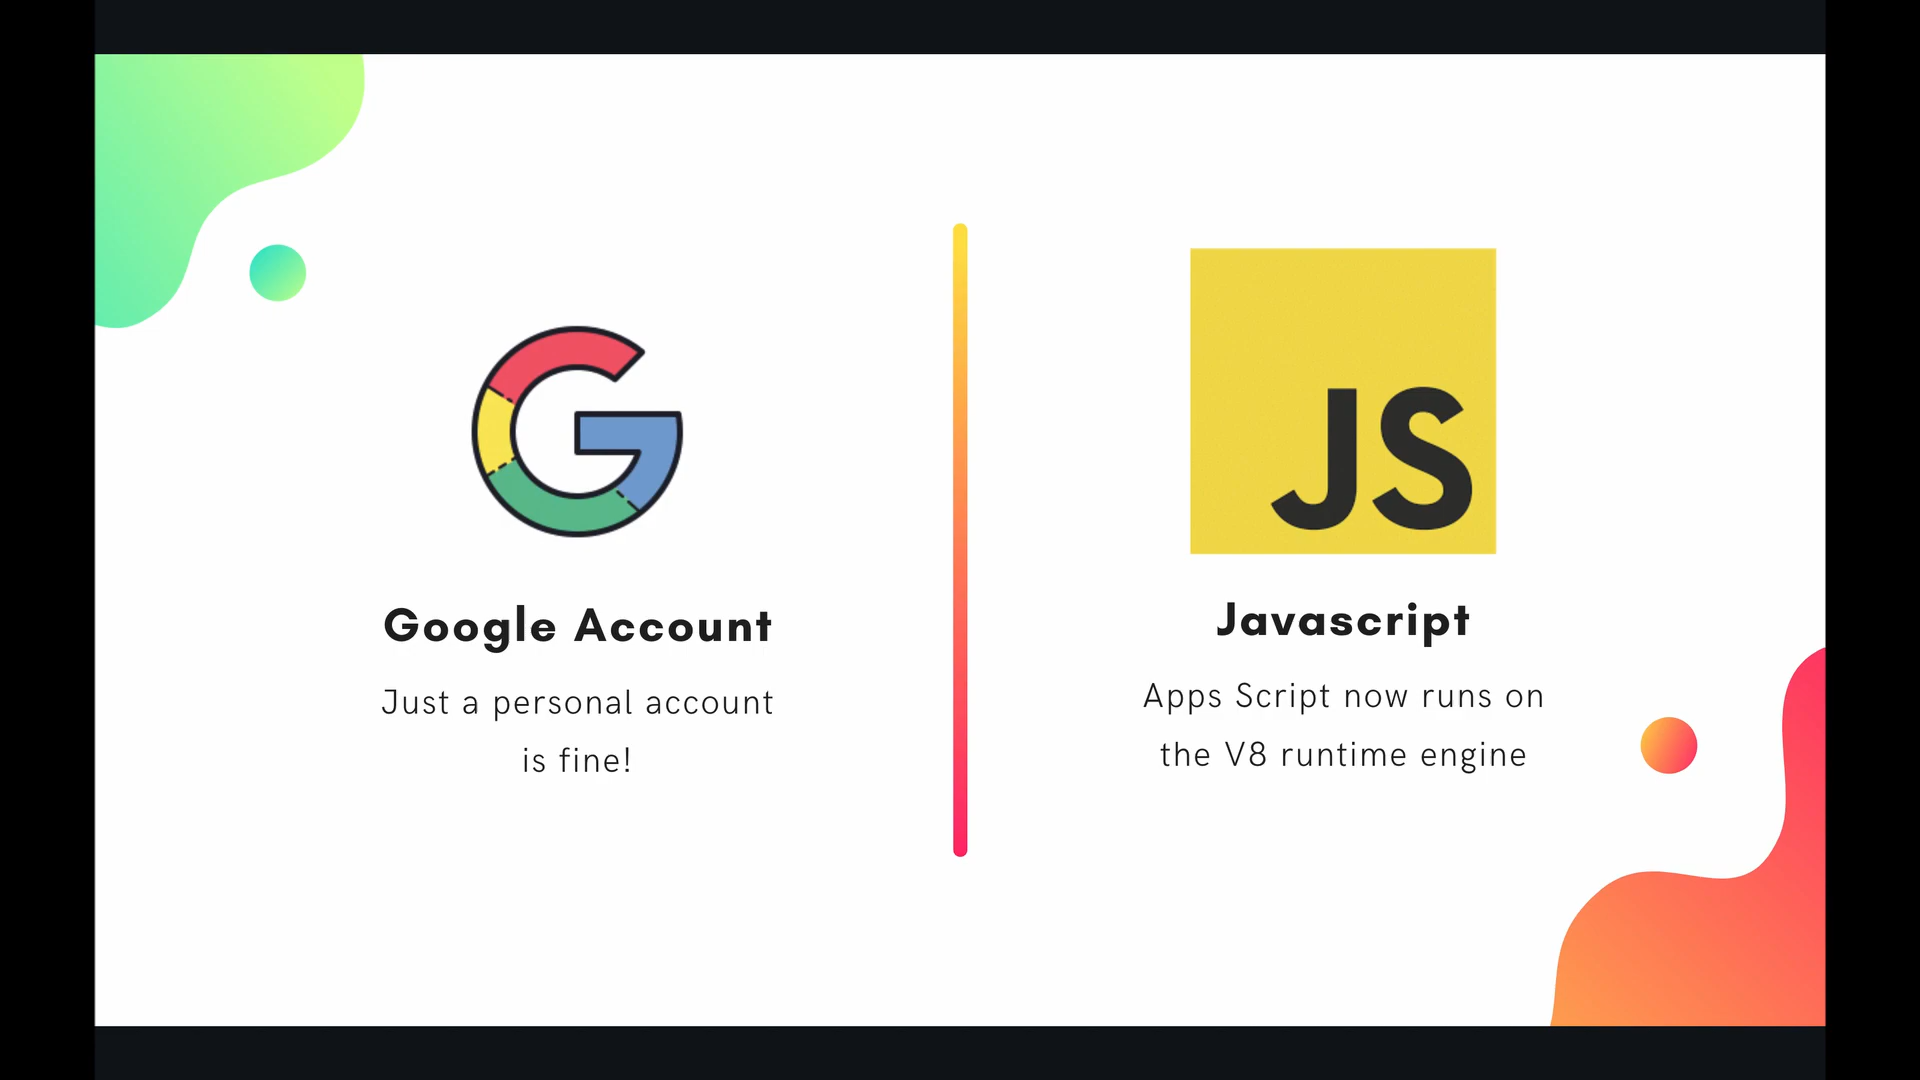 Google Account
Just a personal account
is fine!
JS
Javascript
Apps Script now runs on
the V8 runtime engine